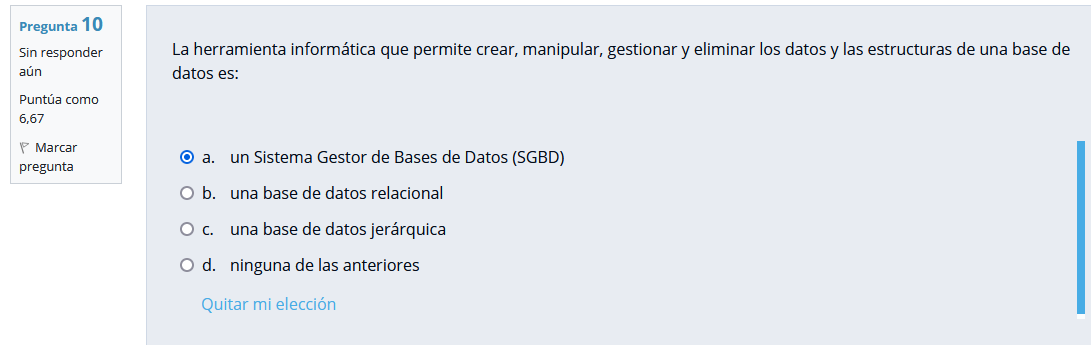 Pregunta 10
Sin responder
aún
Puntúa como
6,67
Marcar
pregunta
La herramienta informática que permite crear, manipular, gestionar y eliminar los datos y las estructuras de una base de
datos es:
a. un Sistema Gestor de Bases de Datos (SGBD)
b. una base de datos relacional
c. una base de datos jerárquica
d. ninguna de las anteriores
Quitar mi elección